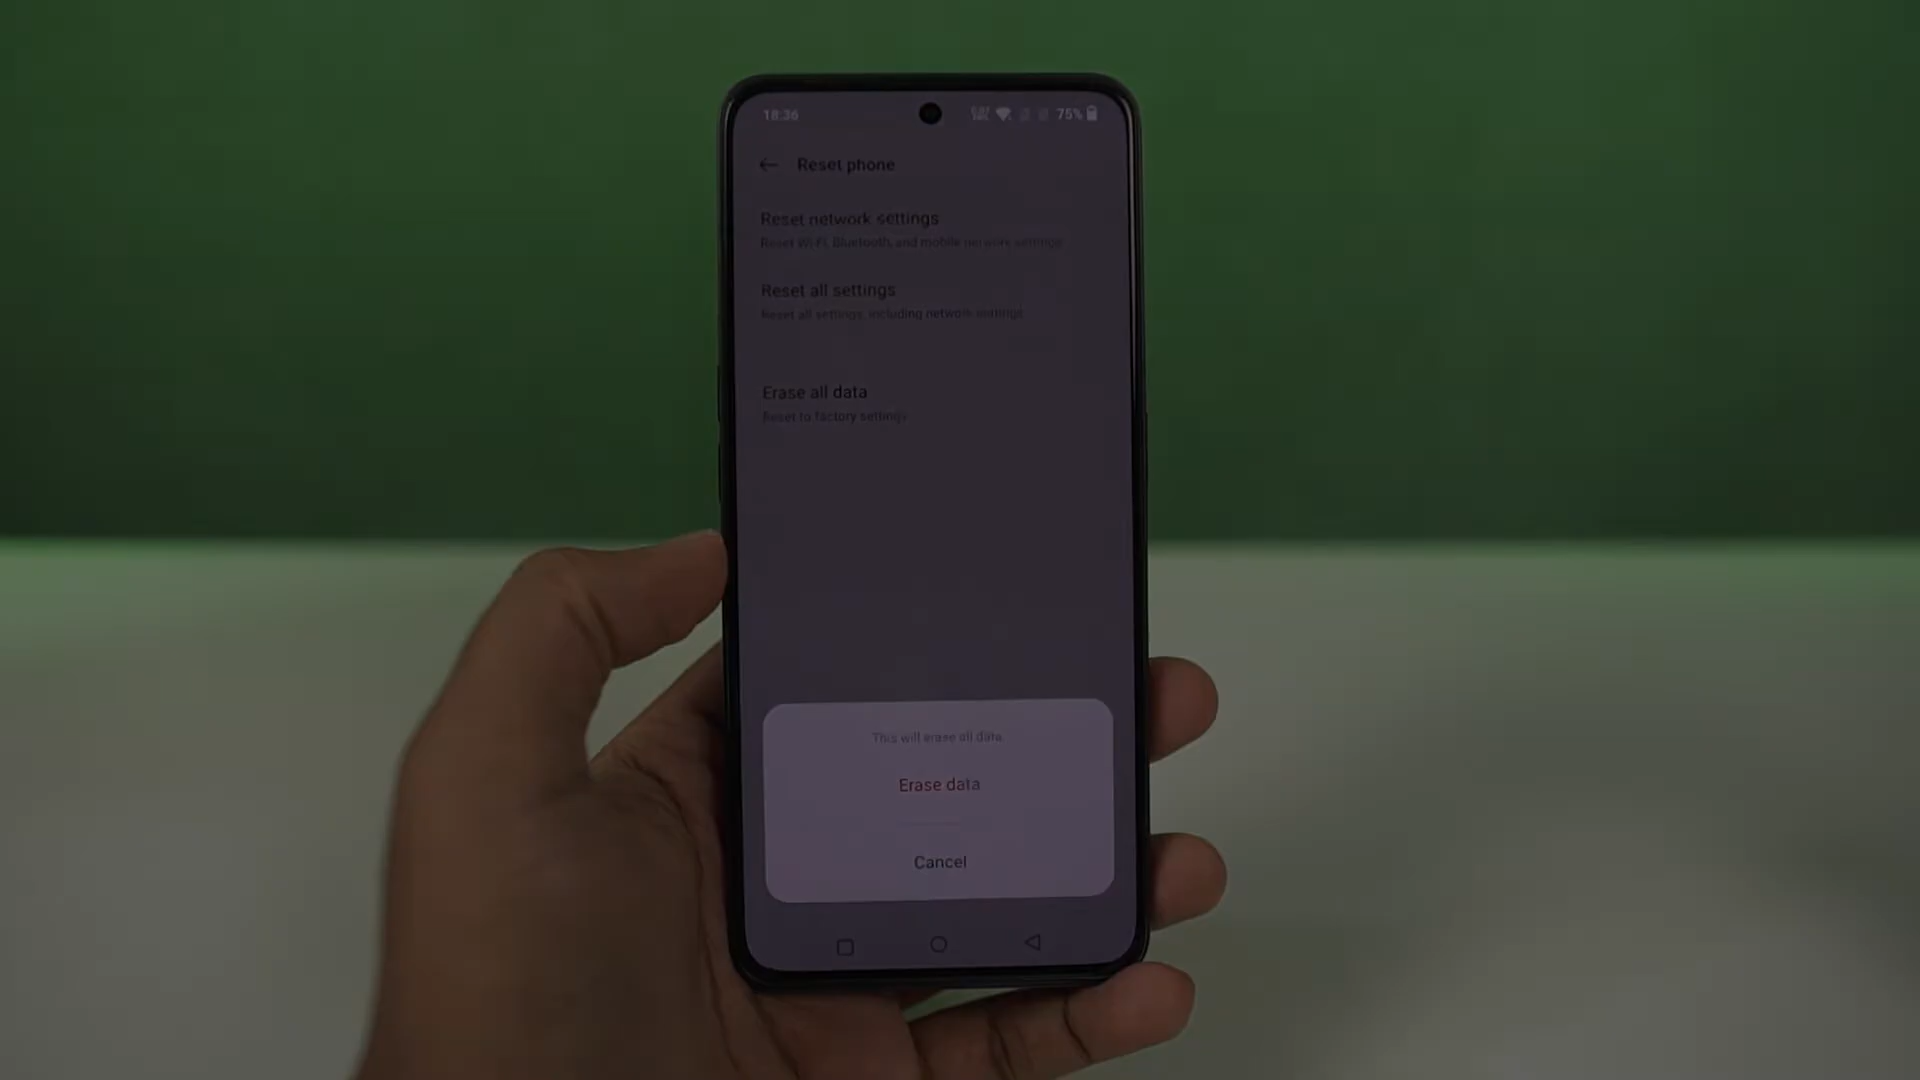 18:36
75%
Reset phone
Reset network settings
Reset Wi-Fi, Bluetooth, and mobile network settings
Reset all settings
Reset all settings, including network settings
Erase all data
Reset to factory settings
This will erase all data.
Erase data
Cancel